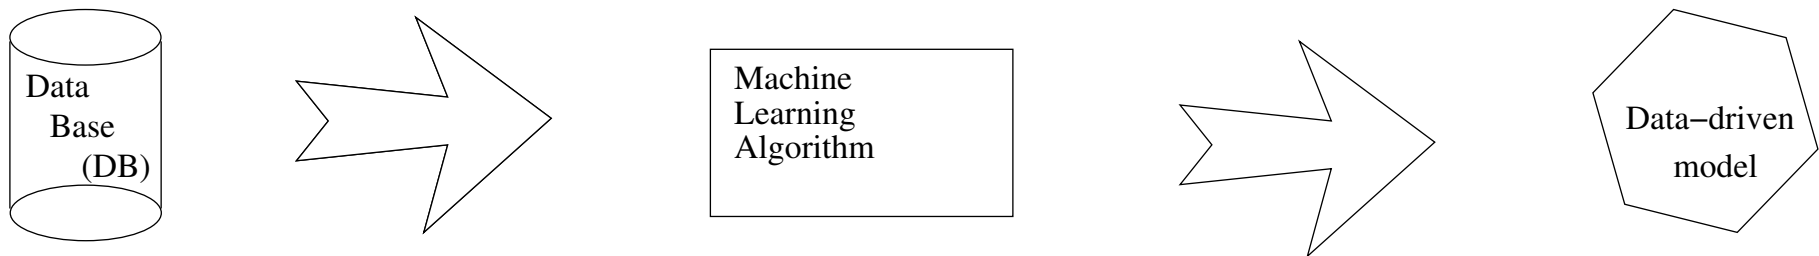 Data
Base
(DB)
Machine
Learning
Algorithm
Data−driven
model